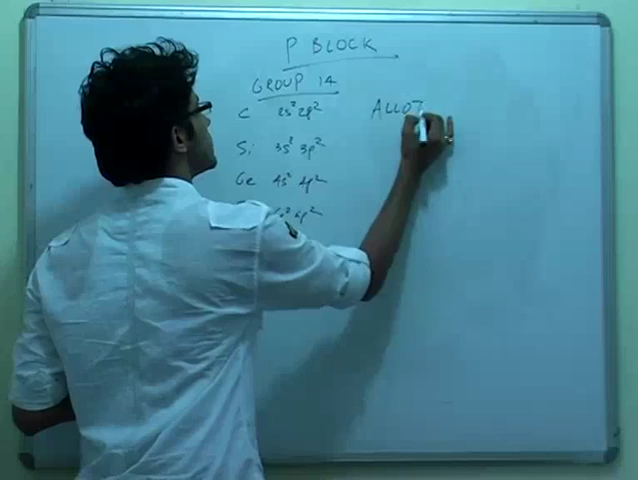 P BLOCK
GROUP 14
C 2s² 2p² ALLOT
Si 3s² 3p²
Ge 4s² 4p²